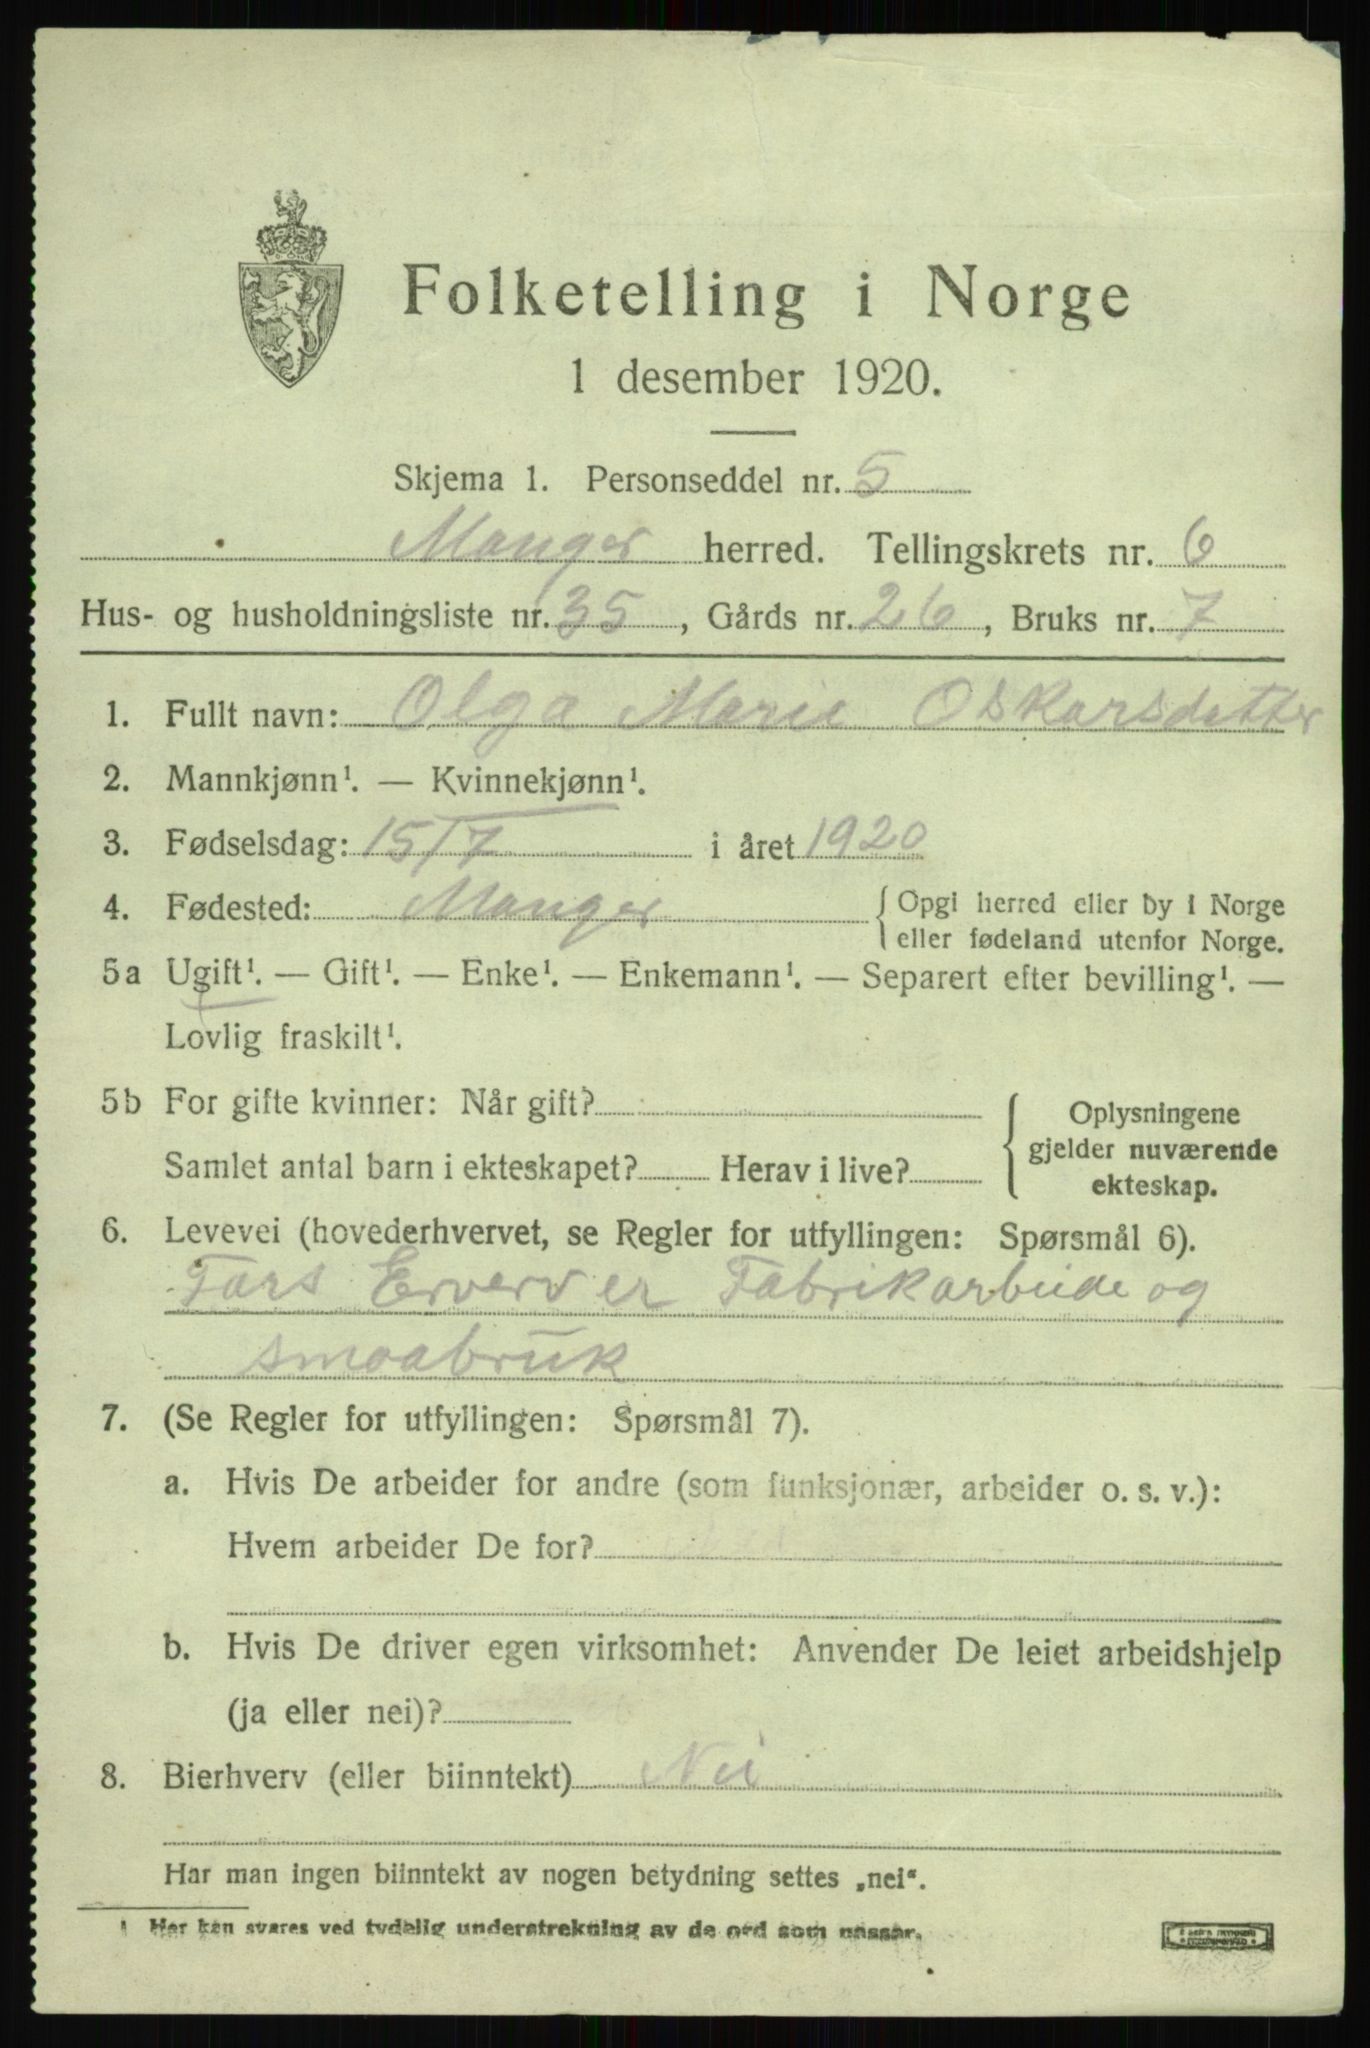 Folketelling i Norge
1 desember 1920.
Skjema 1. Personseddel nr. 5
Manger herred. Tellingskrets nr. 6
Hus- og husholdningsliste nr. 35, Gårds nr. 26, Bruks nr. 7
1. Fullt navn: Olga Marie Oskarsdatter
2. Mannkjønn¹. — Kvinnekjønn¹.
3. Fødselsdag: 15/7 i året 1920
4. Fødested: Manger { Opgi herred eller by i Norge
eller fødeland utenfor Norge.
5a Ugift¹. — Gift¹. — Enke¹. — Enkemann¹. — Separert efter bevilling¹. —
Lovlig fraskilt¹.
5b For gifte kvinner: Når gift? { Oplysningene
gjelder nuværende
ekteskap.
Samlet antal barn i ekteskapet? Herav i live?
6. Levevei (hovederhvervet, se Regler for utfyllingen: Spørsmål 6).
Fars Erverv er Fabrikarbeide og
smaabruk
7. (Se Regler for utfyllingen: Spørsmål 7).
a. Hvis De arbeider for andre (som funksjonær, arbeider o. s. v.):
Hvem arbeider De for?
b. Hvis De driver egen virksomhet: Anvender De leiet arbeidshjelp
(ja eller nei)?
8. Bierhverv (eller biinntekt) Nei
Har man ingen biinntekt av nogen betydning settes „nei“.
1 Her kan svares ved tydelig understrekning av de ord som passer.